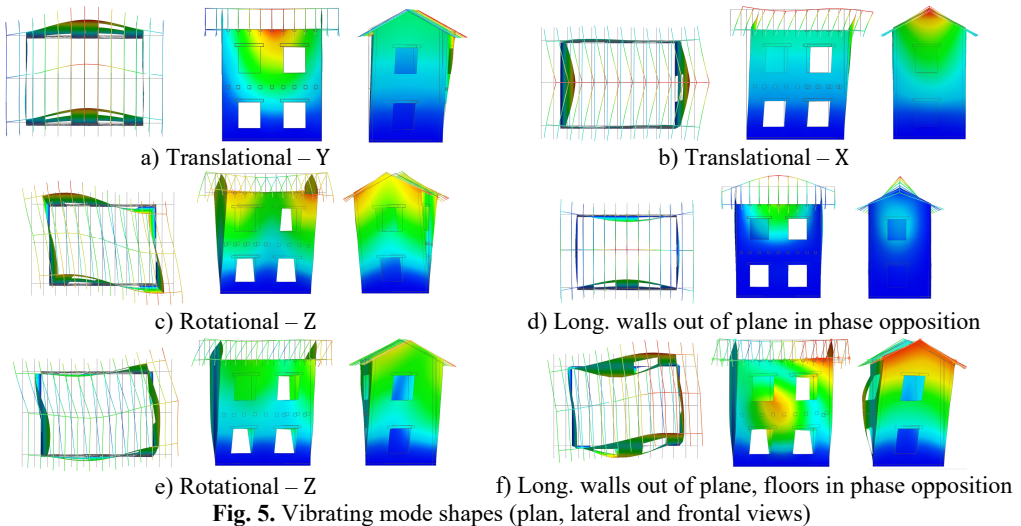 a) Translational – Y
b) Translational – X
c) Rotational – Z
d) Long. walls out of plane in phase opposition
e) Rotational – Z
f) Long. walls out of plane, floors in phase opposition
Fig. 5. Vibrating mode shapes (plan, lateral and frontal views)